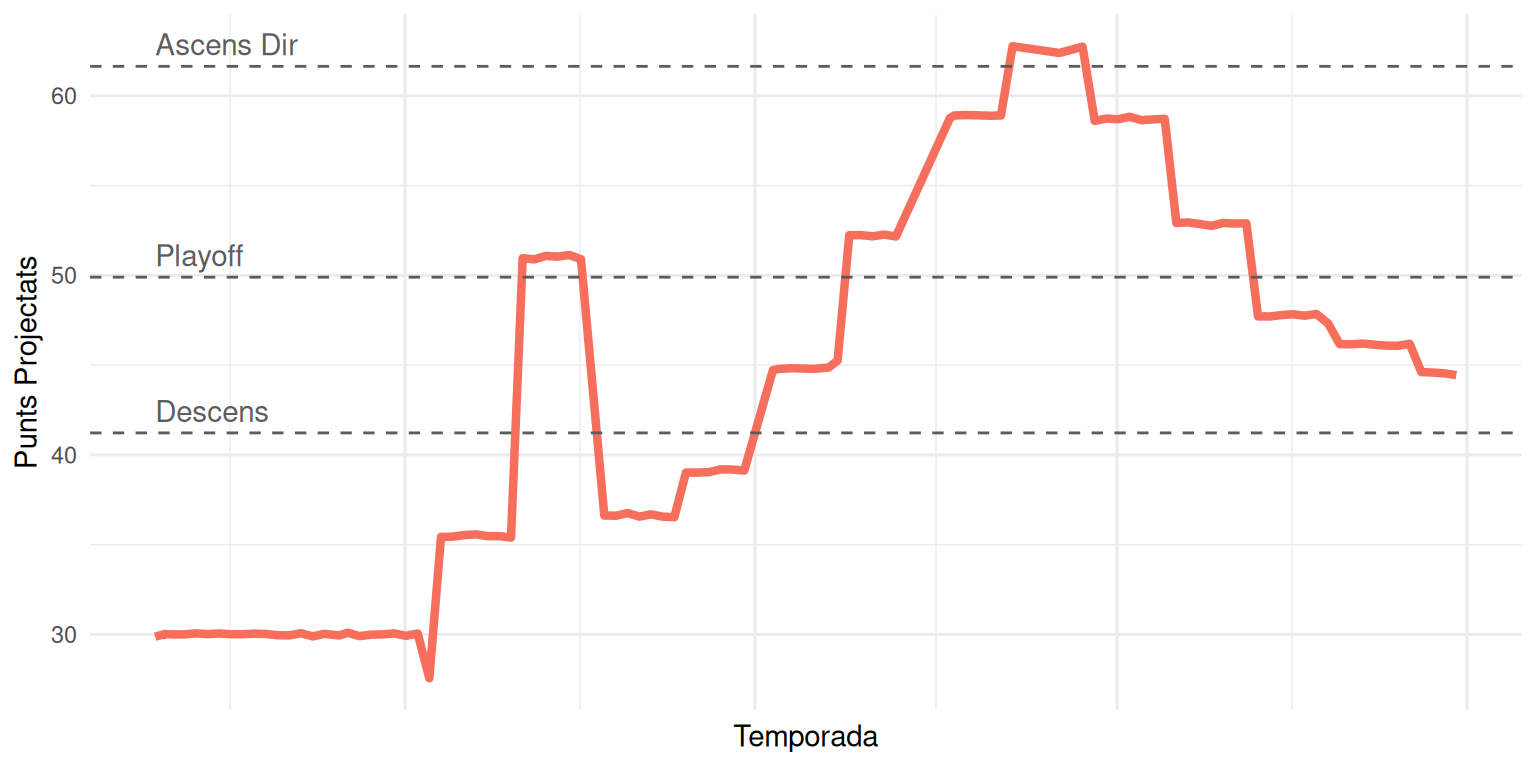 Ascens Dir
60
Playoff
50
Descens
40
30
Punts Projectats
Temporada